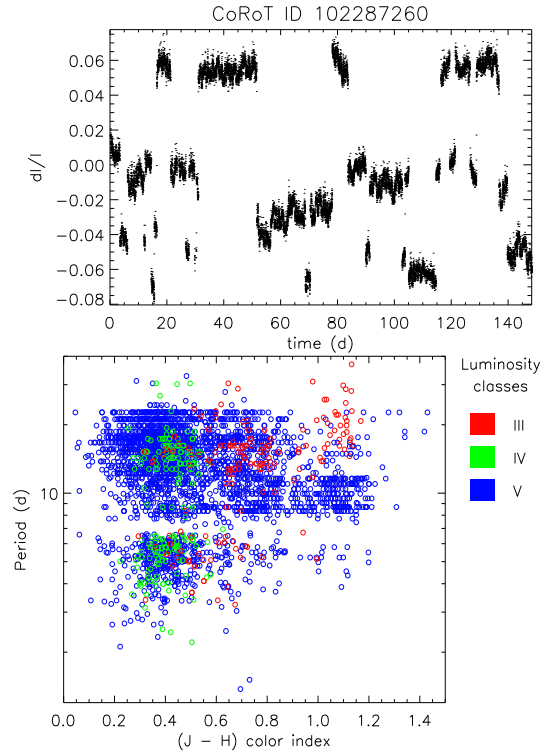 CoRoT ID 102287260
0.06
0.04
0.02
0.00
-0.02
-0.04
-0.06
-0.08
dI/I
0 20 40 60 80 100 120 140
time (d)
Luminosity
classes
III
IV
V
10
Period (d)
0.0 0.2 0.4 0.6 0.8 1.0 1.2 1.4
(J - H) color index